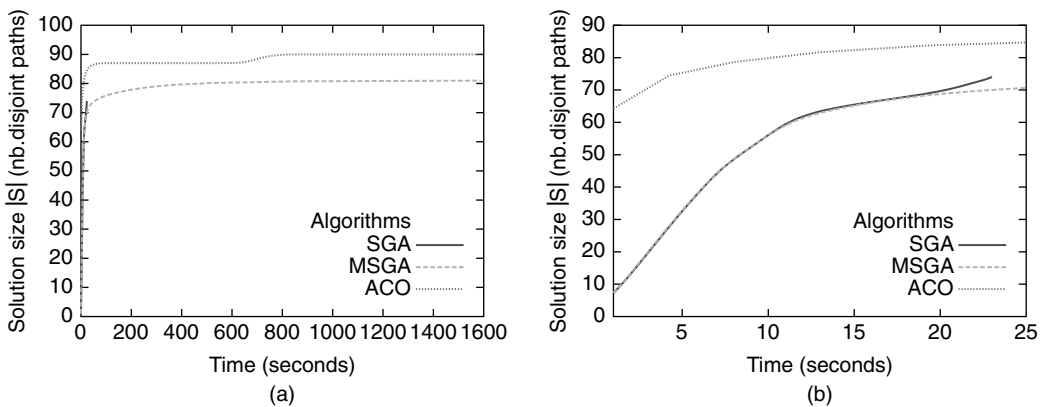 Solution size |S| (nb.disjoint paths)
100
90
80
70
60
50
40
30
20
10
0
Algorithms
SGA
MSGA
ACO
0 200 400 600 800 1000 1200 1400 1600
Time (seconds)
(a)
Solution size |S| (nb.disjoint paths)
90
80
70
60
50
40
30
20
10
0
Algorithms
SGA
MSGA
ACO
5 10 15 20 25
Time (seconds)
(b)